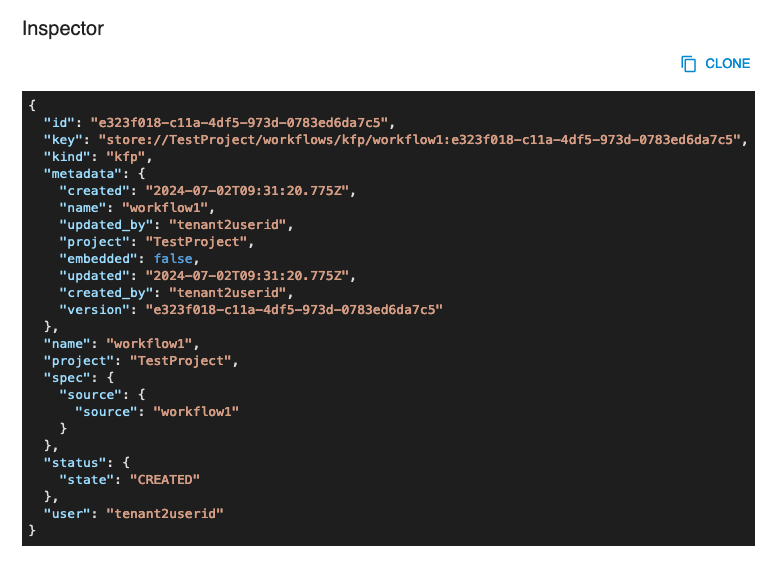 Inspector
CLONE
{
  "id": "e323f018-c11a-4df5-973d-0783ed6da7c5",
  "key": "store://TestProject/workflows/kfp/workflow1:e323f018-c11a-4df5-973d-0783ed6da7c5",
  "kind": "kfp",
  "metadata": {
    "created": "2024-07-02T09:31:20.775Z",
    "name": "workflow1",
    "updated_by": "tenant2userid",
    "project": "TestProject",
    "embedded": false,
    "updated": "2024-07-02T09:31:20.775Z",
    "created_by": "tenant2userid",
    "version": "e323f018-c11a-4df5-973d-0783ed6da7c5"
  },
  "name": "workflow1",
  "project": "TestProject",
  "spec": {
    "source": {
      "source": "workflow1"
    }
  },
  "status": {
    "state": "CREATED"
  },
  "user": "tenant2userid"
}